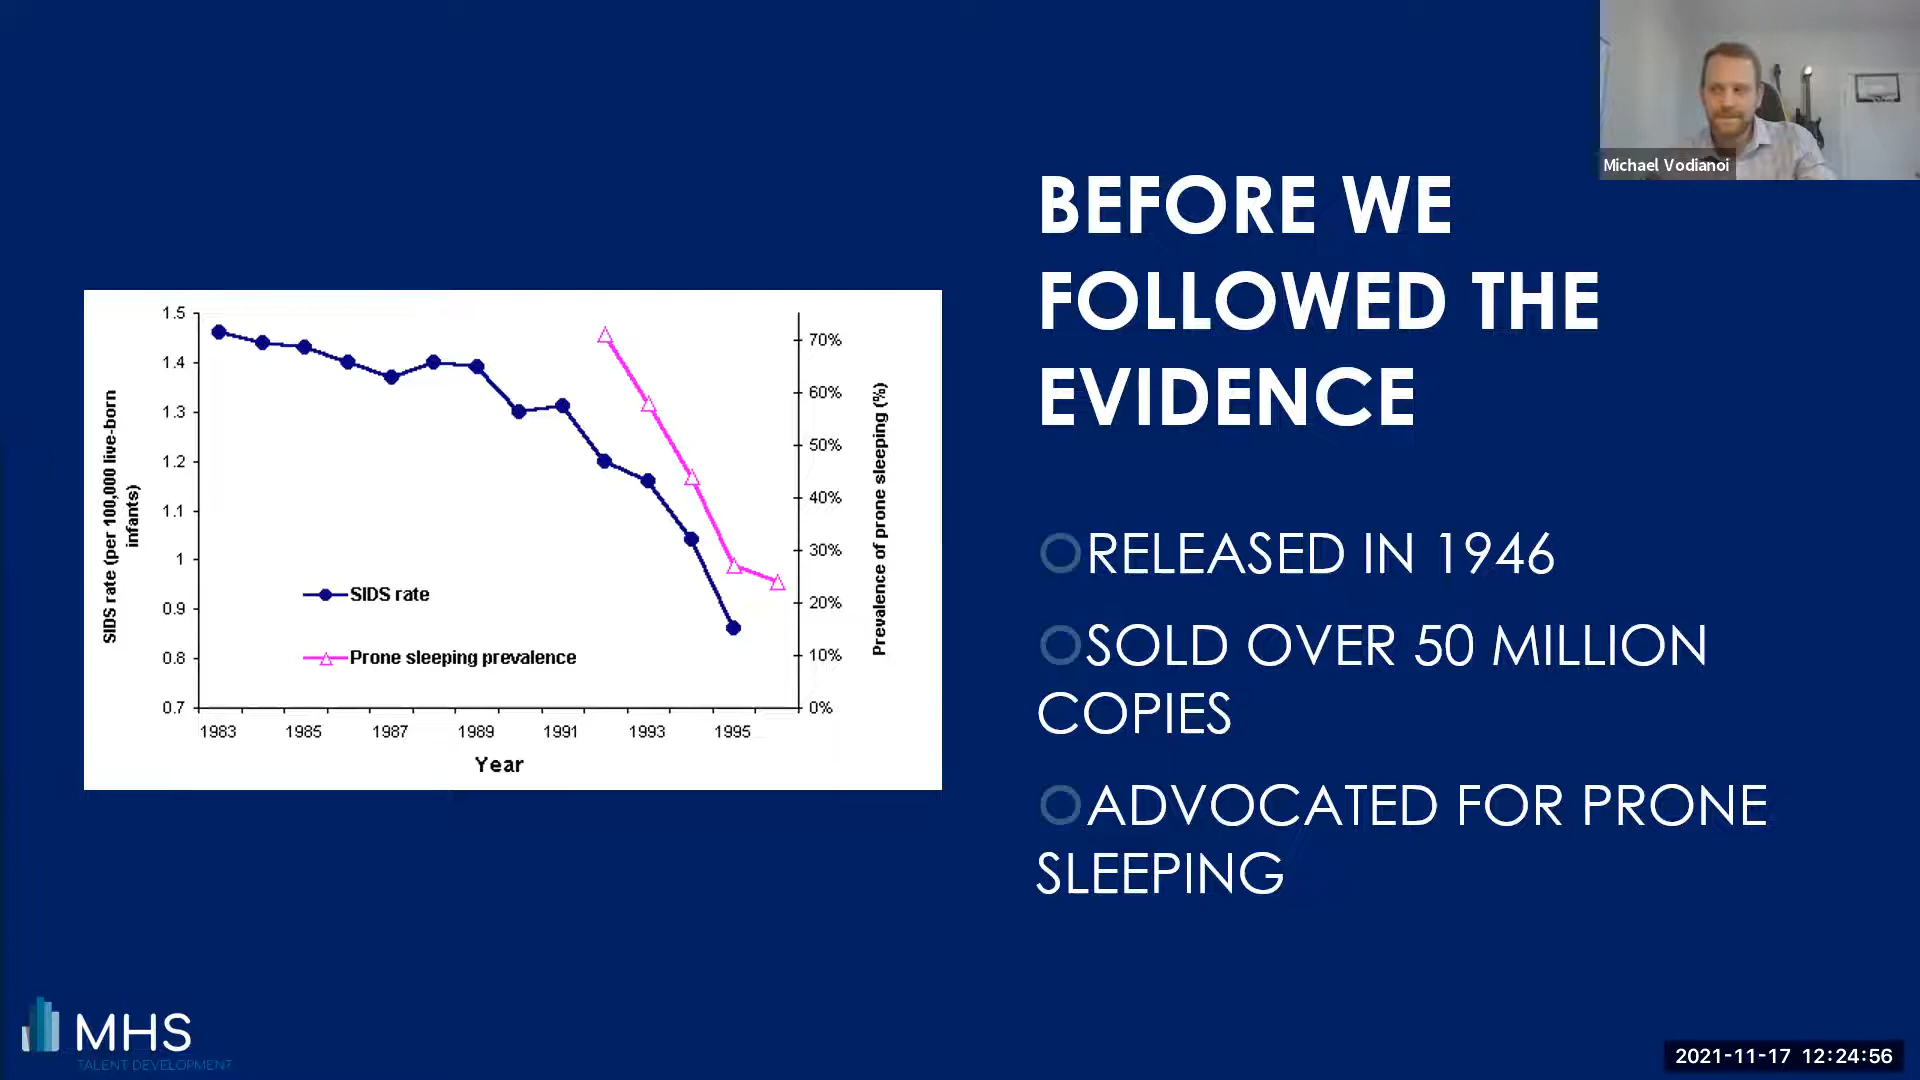 Michael Vodianoi
BEFORE WE
FOLLOWED THE
EVIDENCE
RELEASED IN 1946
SOLD OVER 50 MILLION
COPIES
ADVOCATED FOR PRONE
SLEEPING
1.5
1.4
1.3
1.2
1.1
1
0.9
0.8
0.7
SIDS rate (per 100,000 live-born
infants)
70%
60%
50%
40%
30%
20%
10%
0%
Prevalence of prone sleeping (%)
SIDS rate
Prone sleeping prevalence
1983 1985 1987 1989 1991 1993 1995
Year
MHS
TALENT DEVELOPMENT
2021-11-17 12:24:56